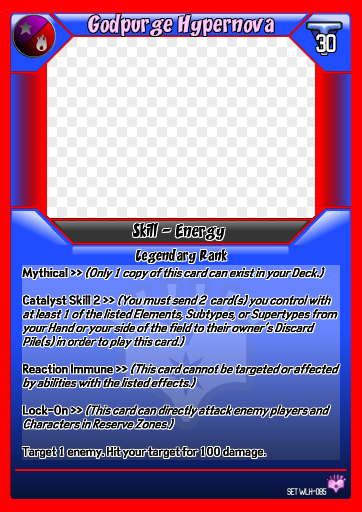 Godpurge Hypernova
30
Skill - Energy
Legendary Rank
Mythical >> (Only 1 copy of this card can exist in your Deck.)
Catalyst Skill 2 >> (You must send 2 card(s) you control with
at least 1 of the listed Elements, Subtypes, or Supertypes from
your Hand or your side of the field to their owner's Discard
Pile(s) in order to play this card.)
Reaction Immune >> (This card cannot be targeted or affected
by abilities with the listed effects.)
Lock-On >> (This card can directly attack enemy players and
Characters in Reserve Zones.)
Target 1 enemy. Hit your target for 100 damage.
SET WLH-085